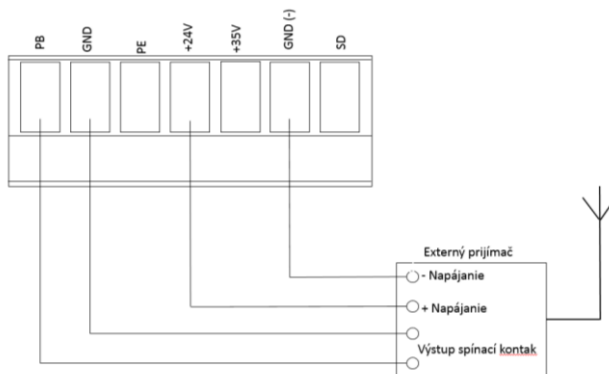 PB GND PE +24V +35V GND (-) SD
Externý prijímač
- Napájanie
+ Napájanie
Výstup spínací kontak